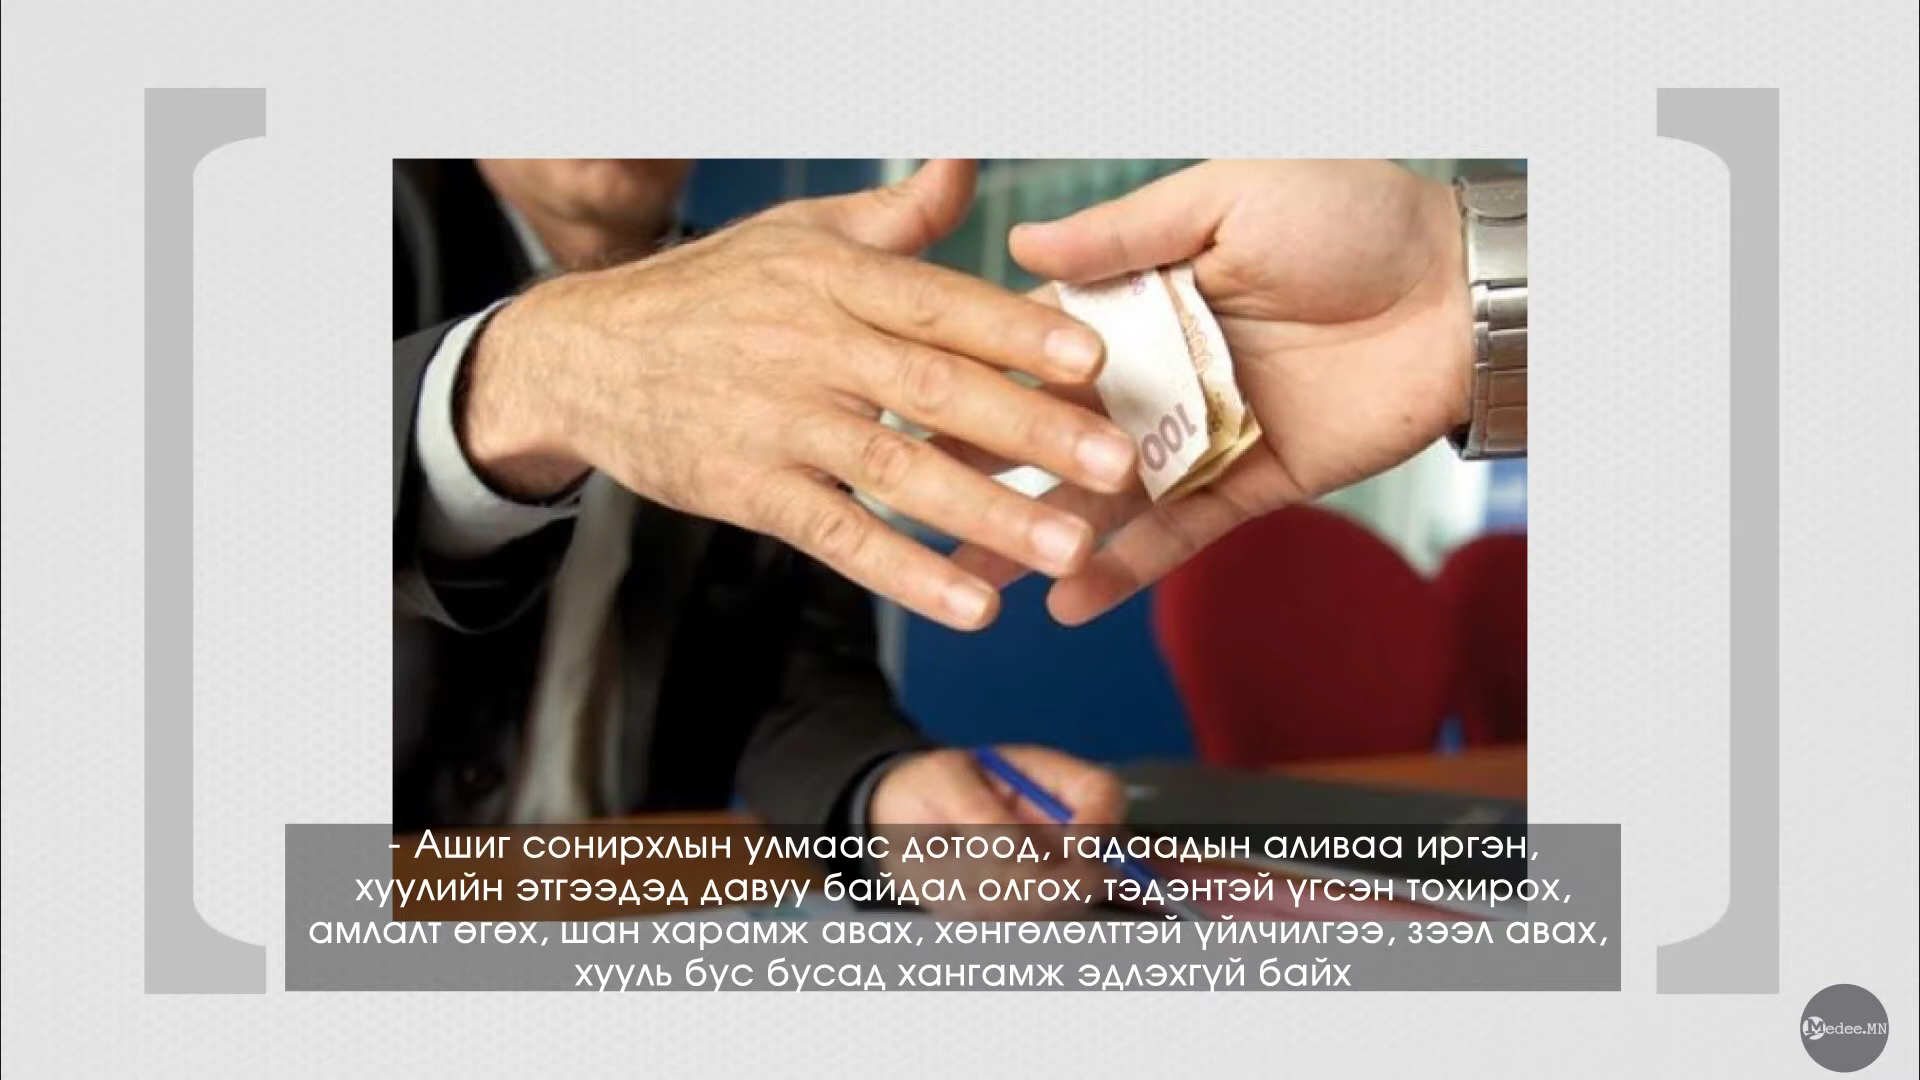 100
- Ашиг сонирхлын улмаас дотоод, гадаадын аливаа иргэн,
хуулийн этгээдэд давуу байдал олгох, тэдэнтэй үгсэн тохирох,
амлалт өгөх, шан харамж авах, хөнгөлөлттэй үйлчилгээ, зээл авах,
хууль бус бусад хангамж эдлэхгүй байх
Medee.MN